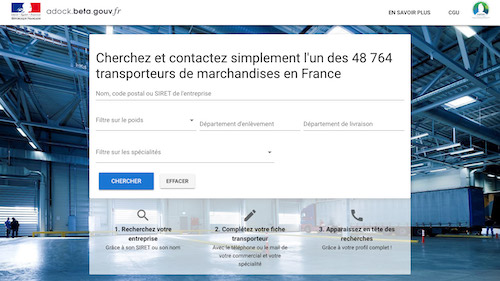 adock.beta.gouv.fr
EN SAVOIR PLUS
CGU
Cherchez et contactez simplement l'un des 48 764
transporteurs de marchandises en France
Nom, code postal ou SIRET de l'entreprise
Filtre sur le poids
Département d'enlèvement
Département de livraison
Filtre sur les spécialités
CHERCHER
EFFACER
1. Recherchez votre
entreprise
Grâce à son SIRET ou son nom
2. Complétez votre fiche
transporteur
Avec le téléphone ou le mail de
votre commercial et votre
spécialité
3. Apparaissez en tête des
recherches
Grâce à votre profil complet !